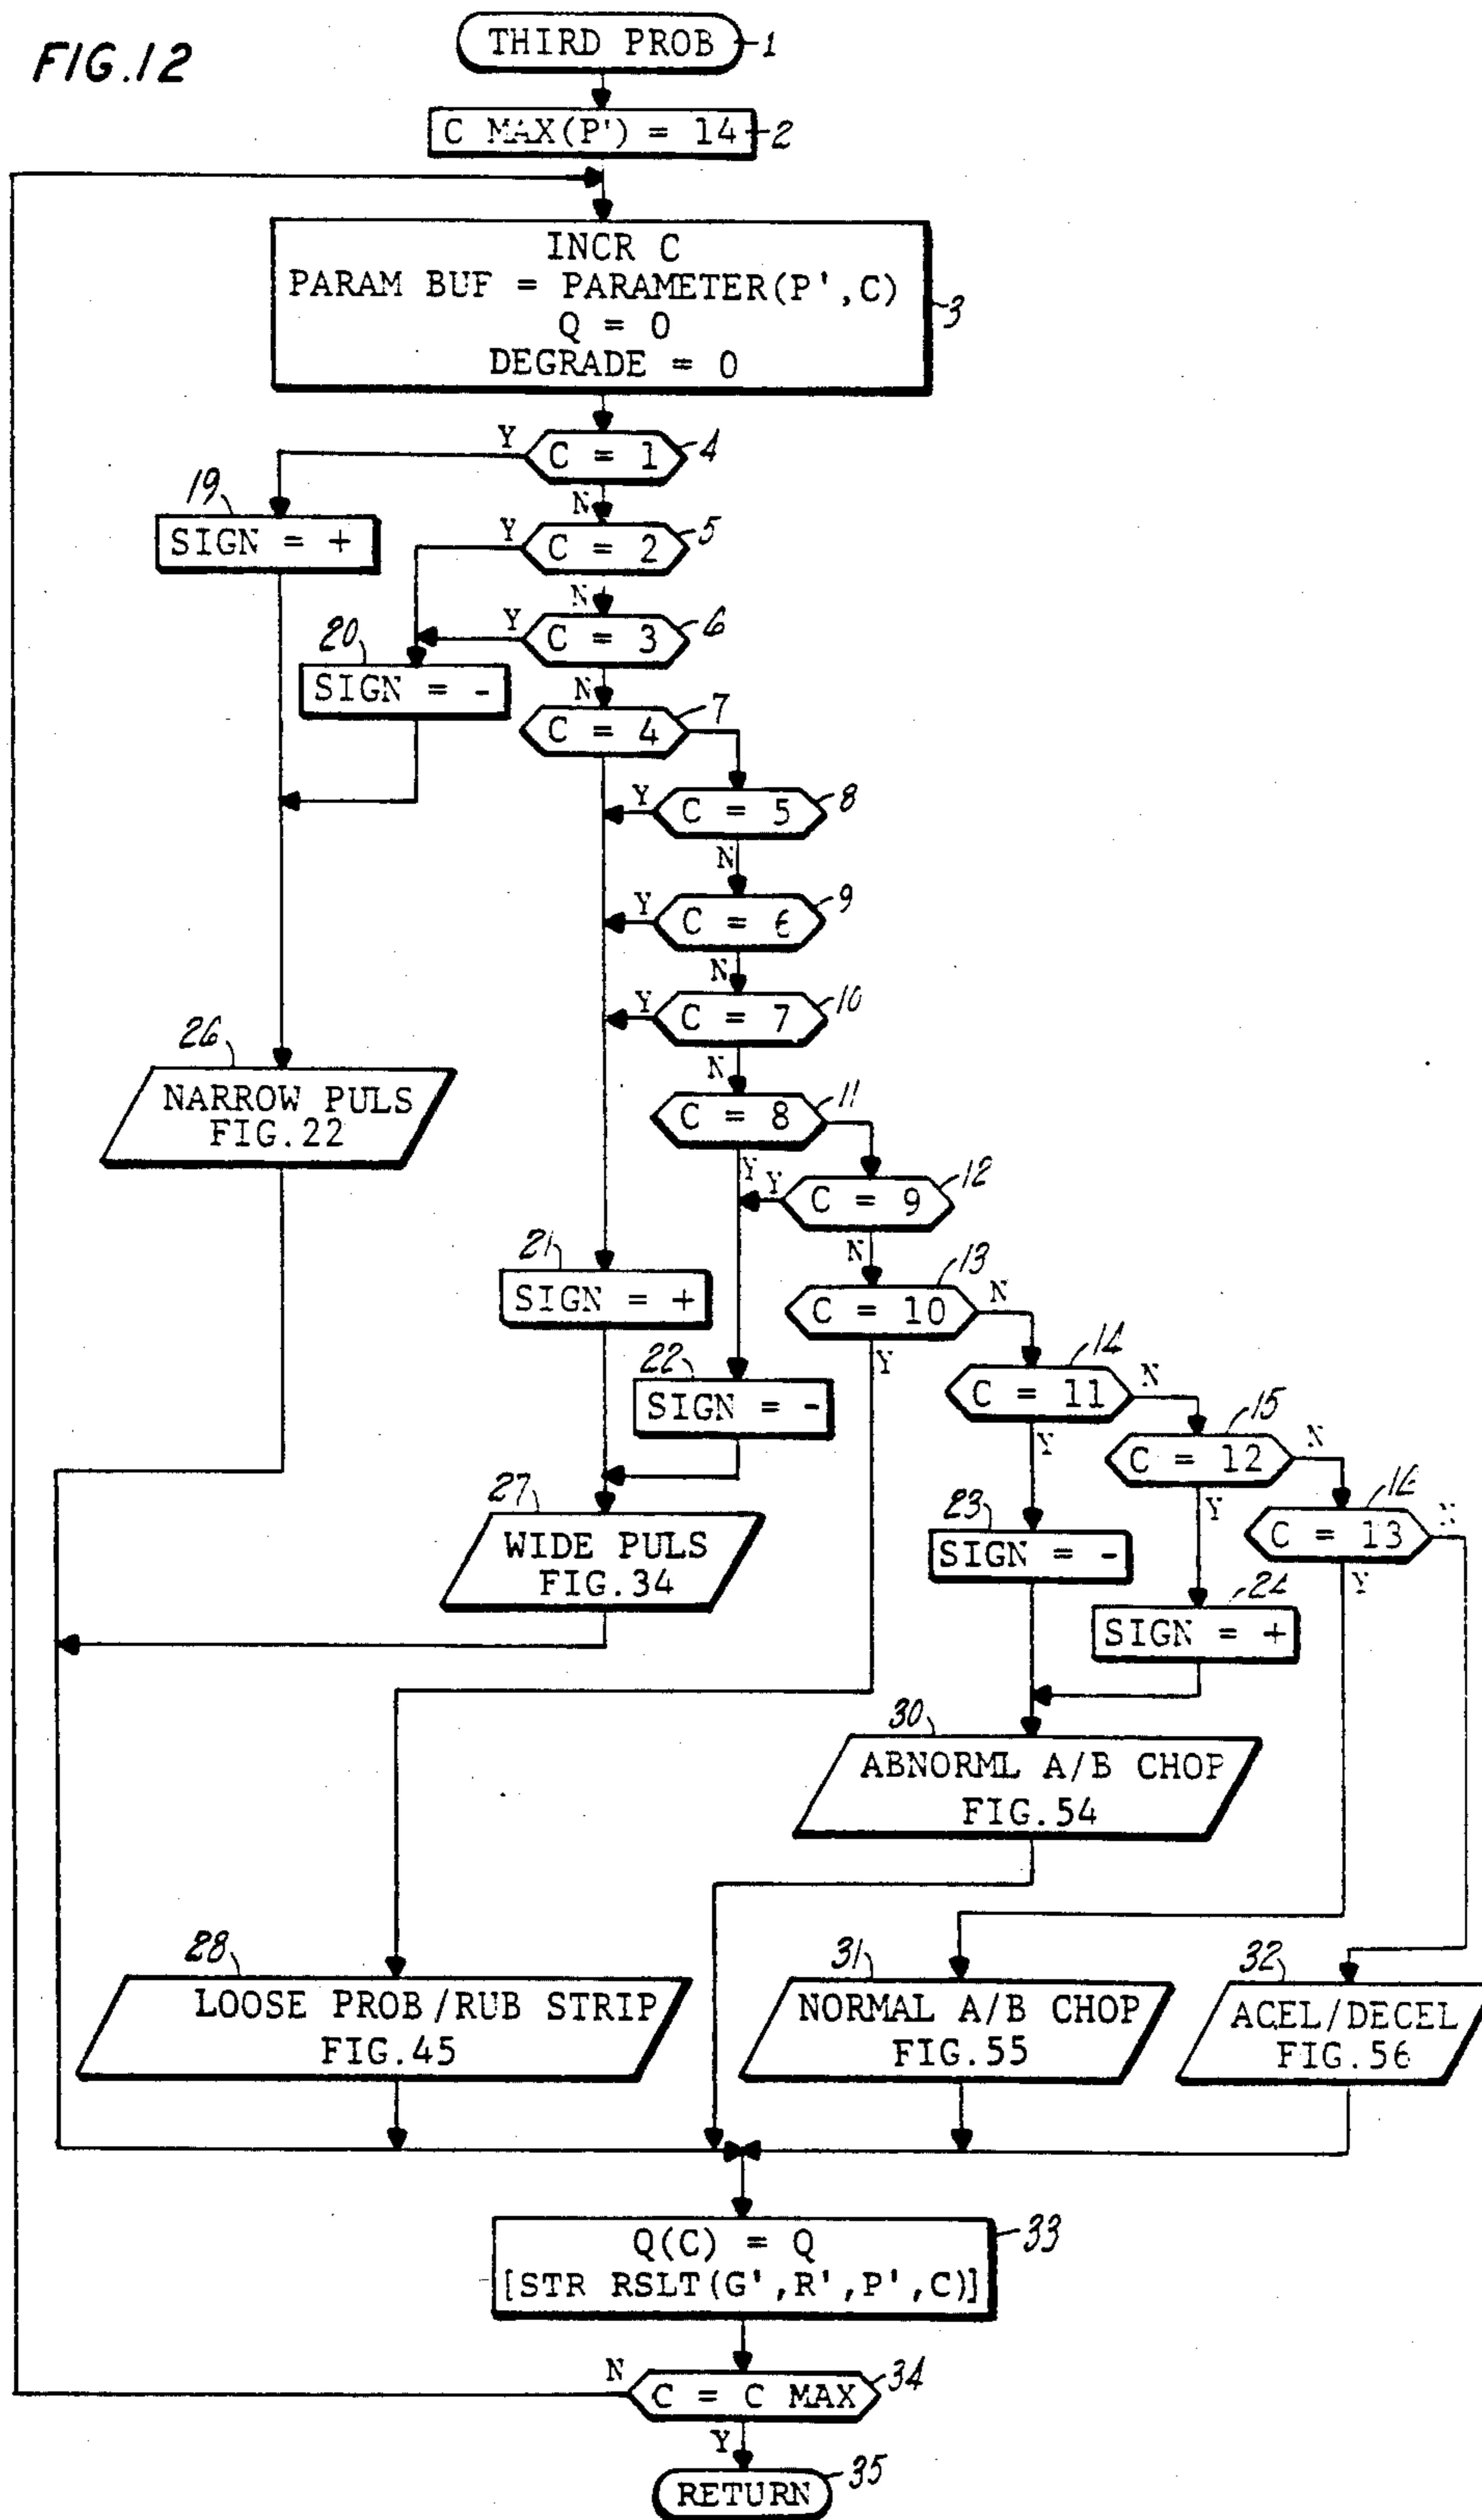 FIG.12
THIRD PROB
1
C MAX(P') = 14
2
INCR C
PARAM BUF = PARAMETER(P',C)
Q = 0
DEGRADE = 0
3
Y
C = 1
4
N
19
SIGN = +
Y
C = 2
5
N
20
SIGN = -
Y
C = 3
6
N
C = 4
7
Y
C = 5
8
N
Y
C = 6
9
N
Y
C = 7
10
N
26
NARROW PULS
FIG.22
C = 8
11
Y
Y
C = 9
12
N
21
SIGN = +
C = 10
13
N
Y
22
SIGN = -
C = 11
14
N
Y
C = 12
15
N
Y
27
WIDE PULS
FIG.34
23
SIGN = -
C = 13
16
N
Y
24
SIGN = +
30
ABNORML A/B CHOP
FIG.54
28
LOOSE PROB/RUB STRIP
FIG.45
31
NORMAL A/B CHOP
FIG.55
32
ACEL/DECEL
FIG.56
Q(C) = Q
[STR RSLT(G',R',P',C)]
33
N
C = C MAX
34
Y
RETURN
35